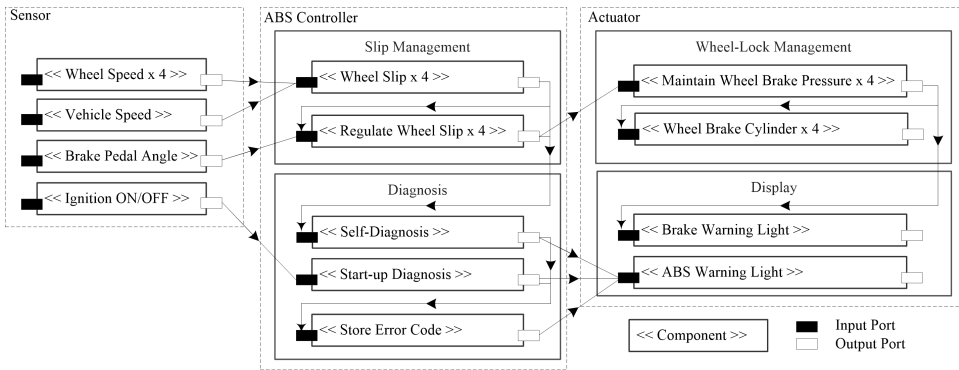 Sensor
<< Wheel Speed x 4 >>
<< Vehicle Speed >>
<< Brake Pedal Angle >>
<< Ignition ON/OFF >>
ABS Controller
Slip Management
<< Wheel Slip x 4 >>
<< Regulate Wheel Slip x 4 >>
Diagnosis
<< Self-Diagnosis >>
<< Start-up Diagnosis >>
<< Store Error Code >>
Actuator
Wheel-Lock Management
<< Maintain Wheel Brake Pressure x 4 >>
<< Wheel Brake Cylinder x 4 >>
Display
<< Brake Warning Light >>
<< ABS Warning Light >>
<< Component >>
Input Port
Output Port